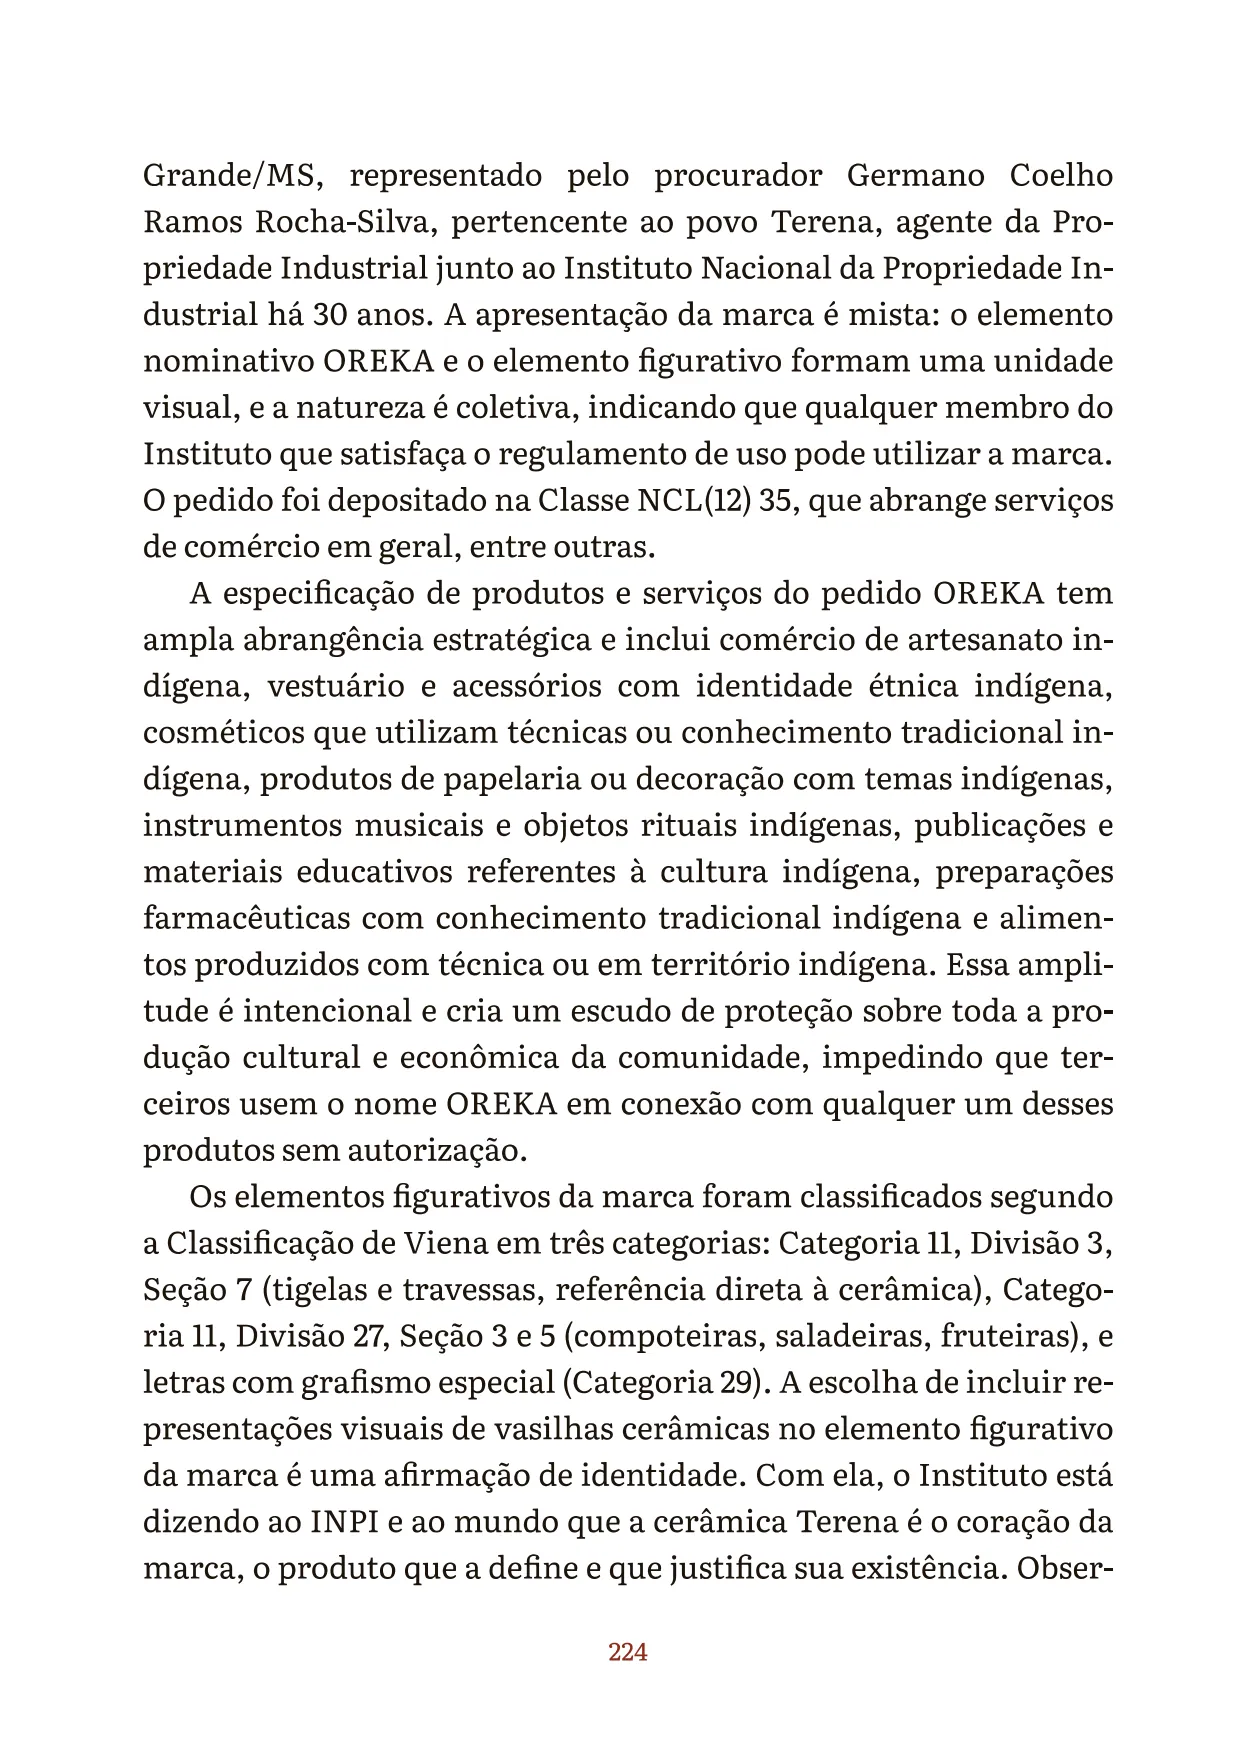 Grande/MS, representado pelo procurador Germano Coelho
Ramos Rocha-Silva, pertencente ao povo Terena, agente da Pro-
priedade Industrial junto ao Instituto Nacional da Propriedade In-
dustrial há 30 anos. A apresentação da marca é mista: o elemento
nominativo OREKA e o elemento figurativo formam uma unidade
visual, e a natureza é coletiva, indicando que qualquer membro do
Instituto que satisfaça o regulamento de uso pode utilizar a marca.
O pedido foi depositado na Classe NCL(12) 35, que abrange serviços
de comércio em geral, entre outras.
A especificação de produtos e serviços do pedido OREKA tem
ampla abrangência estratégica e inclui comércio de artesanato in-
dígena, vestuário e acessórios com identidade étnica indígena,
cosméticos que utilizam técnicas ou conhecimento tradicional in-
dígena, produtos de papelaria ou decoração com temas indígenas,
instrumentos musicais e objetos rituais indígenas, publicações e
materiais educativos referentes à cultura indígena, preparações
farmacêuticas com conhecimento tradicional indígena e alimen-
tos produzidos com técnica ou em território indígena. Essa ampli-
tude é intencional e cria um escudo de proteção sobre toda a pro-
dução cultural e econômica da comunidade, impedindo que ter-
ceiros usem o nome OREKA em conexão com qualquer um desses
produtos sem autorização.
Os elementos figurativos da marca foram classificados segundo
a Classificação de Viena em três categorias: Categoria 11, Divisão 3,
Seção 7 (tigelas e travessas, referência direta à cerâmica), Catego-
ria 11, Divisão 27, Seção 3 e 5 (compoteiras, saladeiras, fruteiras), e
letras com grafismo especial (Categoria 29). A escolha de incluir re-
presentações visuais de vasilhas cerâmicas no elemento figurativo
da marca é uma afirmação de identidade. Com ela, o Instituto está
dizendo ao INPI e ao mundo que a cerâmica Terena é o coração da
marca, o produto que a define e que justifica sua existência. Obser-
224